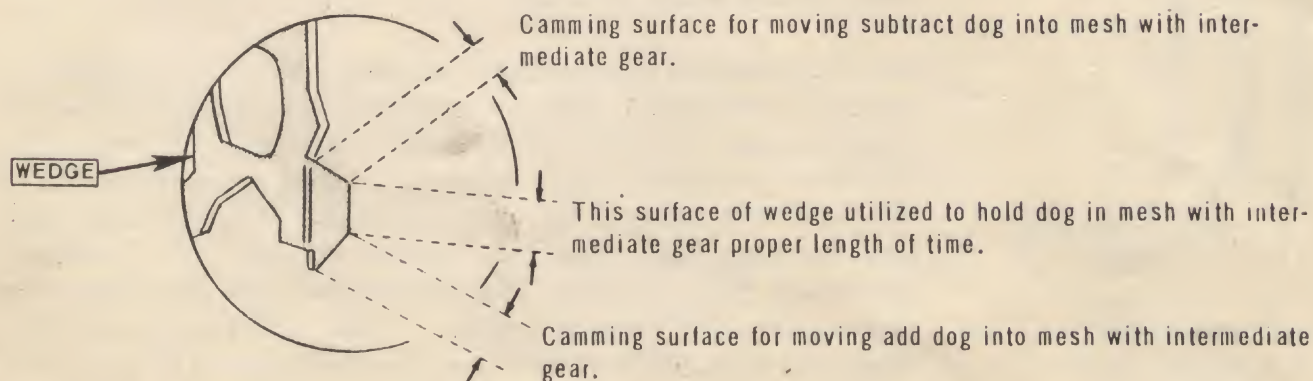 Camming surface for moving subtract dog into mesh with inter-
mediate gear.
WEDGE
This surface of wedge utilized to hold dog in mesh with inter-
mediate gear proper length of time.
Camming surface for moving add dog into mesh with intermediate
gear.